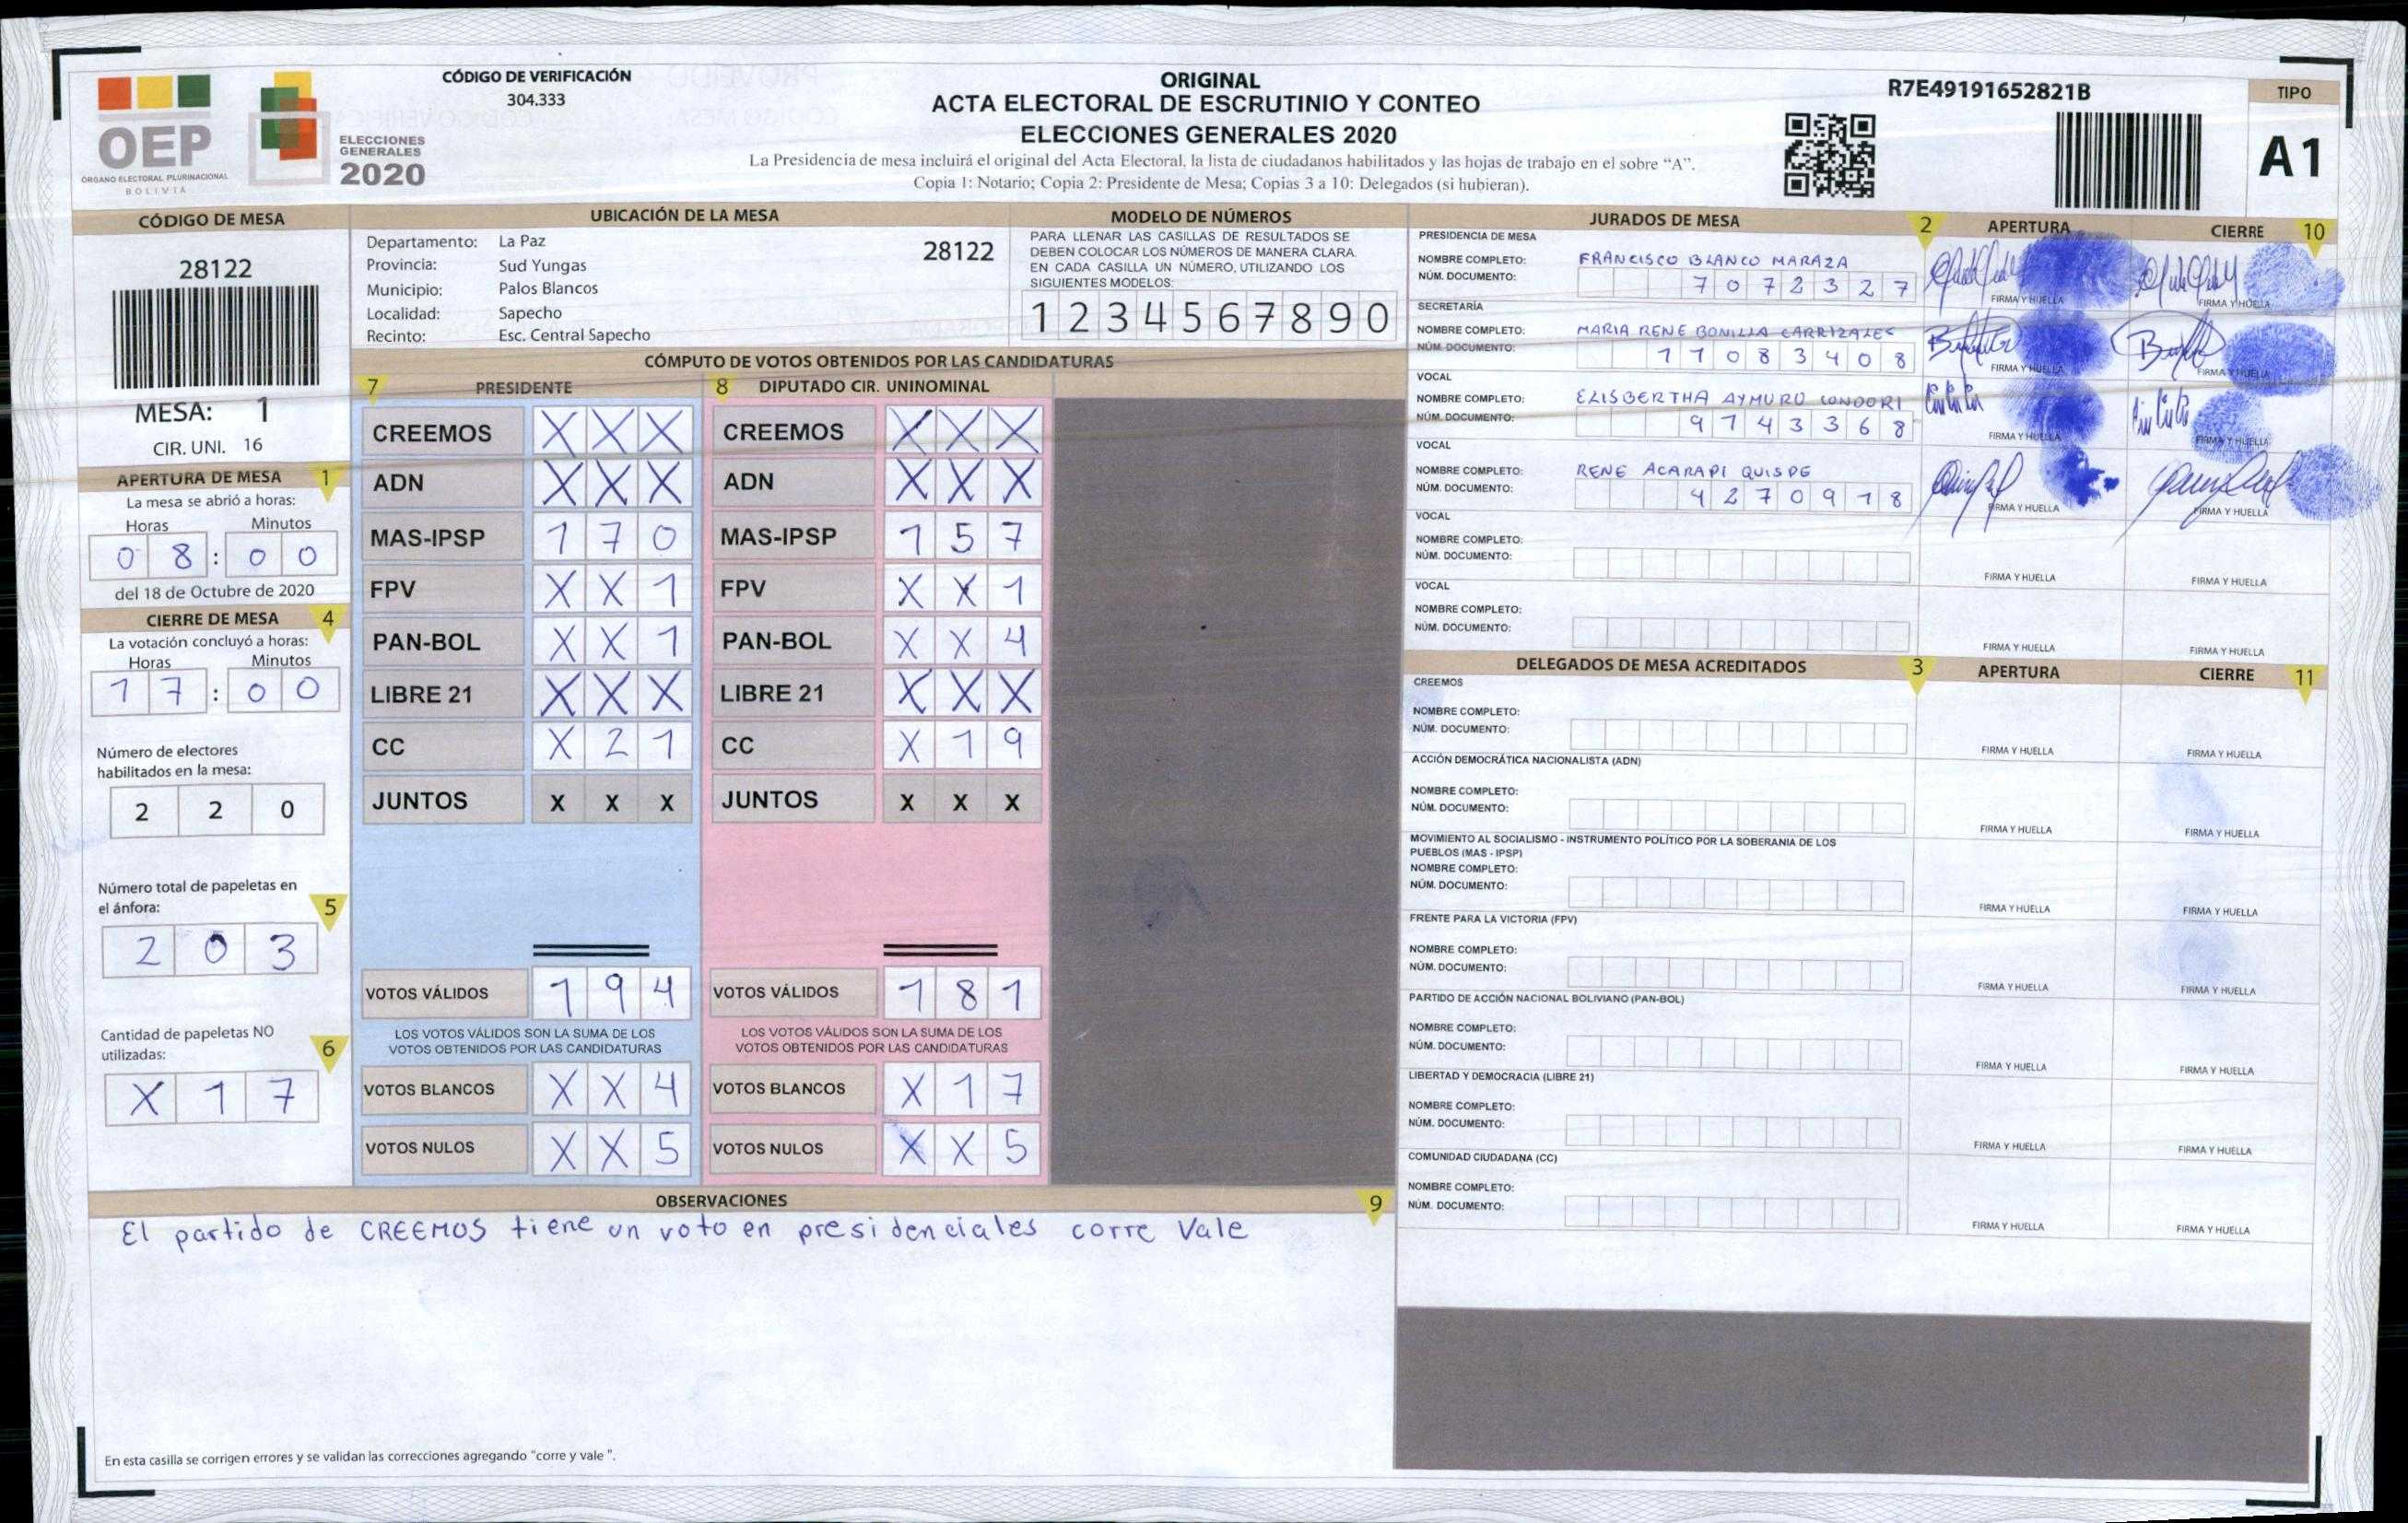 OEP
ÓRGANO ELECTORAL PLURINACIONAL
BOLIVIA
ELECCIONES
GENERALES
2020
CÓDIGO DE VERIFICACIÓN
304.333
ORIGINAL
ACTA ELECTORAL DE ESCRUTINIO Y CONTEO
ELECCIONES GENERALES 2020
La Presidencia de mesa incluirá el original del Acta Electoral, la lista de ciudadanos habilitados y las hojas de trabajo en el sobre “A”.
Copia 1: Notario; Copia 2: Presidente de Mesa; Copias 3 a 10: Delegados (si hubieran).
R7E49191652821B
TIPO
A1
CÓDIGO DE MESA
28122
MESA: 1
CIR. UNI. 16
APERTURA DE MESA 1
La mesa se abrió a horas:
Horas Minutos
0 8 : 0 0
del 18 de Octubre de 2020
CIERRE DE MESA 4
La votación concluyó a horas:
Horas Minutos
1 7 : 0 0
Número de electores
habilitados en la mesa:
2 2 0
Número total de papeletas en
el ánfora: 5
2 0 3
Cantidad de papeletas NO
utilizadas: 6
X 1 7
UBICACIÓN DE LA MESA
Departamento: La Paz 28122
Provincia: Sud Yungas
Municipio: Palos Blancos
Localidad: Sapecho
Recinto: Esc. Central Sapecho
MODELO DE NÚMEROS
PARA LLENAR LAS CASILLAS DE RESULTADOS SE
DEBEN COLOCAR LOS NÚMEROS DE MANERA CLARA.
EN CADA CASILLA UN NÚMERO, UTILIZANDO LOS
SIGUIENTES MODELOS:
1 2 3 4 5 6 7 8 9 0
CÓMPUTO DE VOTOS OBTENIDOS POR LAS CANDIDATURAS
7 PRESIDENTE 8 DIPUTADO CIR. UNINOMINAL
CREEMOS X X X CREEMOS X X X
ADN X X X ADN X X X
MAS-IPSP 1 7 0 MAS-IPSP 1 5 7
FPV X X 1 FPV X X 1
PAN-BOL X X 1 PAN-BOL X X 4
LIBRE 21 X X X LIBRE 21 X X X
CC X 2 1 CC X 1 9
JUNTOS X X X JUNTOS X X X
VOTOS VÁLIDOS 1 9 4 VOTOS VÁLIDOS 1 8 1
LOS VOTOS VÁLIDOS SON LA SUMA DE LOS LOS VOTOS VÁLIDOS SON LA SUMA DE LOS
VOTOS OBTENIDOS POR LAS CANDIDATURAS VOTOS OBTENIDOS POR LAS CANDIDATURAS
VOTOS BLANCOS X X 4 VOTOS BLANCOS X 1 7
VOTOS NULOS X X 5 VOTOS NULOS X X 5
OBSERVACIONES 9
El partido de CREEMOS tiene un voto en presidenciales corre Vale
En esta casilla se corrigen errores y se validan las correcciones agregando "corre y vale ".
JURADOS DE MESA 2 APERTURA CIERRE 10
PRESIDENCIA DE MESA
NOMBRE COMPLETO: FRANCISCO BLANCO MARAZA
NÚM. DOCUMENTO: 7 0 7 2 3 2 7
FIRMA Y HUELLA FIRMA Y HUELLA
SECRETARÍA
NOMBRE COMPLETO: MARIA RENE BONILLA CARRIZALES
NÚM. DOCUMENTO: 1 1 0 8 3 4 0 8
FIRMA Y HUELLA FIRMA Y HUELLA
VOCAL
NOMBRE COMPLETO: ELISBERTHA AYMURO CONDORI
NÚM. DOCUMENTO: 9 1 4 3 3 6 8
FIRMA Y HUELLA FIRMA Y HUELLA
VOCAL
NOMBRE COMPLETO: RENE ACARAPI QUISPE
NÚM. DOCUMENTO: 4 2 7 0 9 1 8
FIRMA Y HUELLA FIRMA Y HUELLA
VOCAL
NOMBRE COMPLETO:
NÚM. DOCUMENTO:
FIRMA Y HUELLA FIRMA Y HUELLA
VOCAL
NOMBRE COMPLETO:
NÚM. DOCUMENTO:
FIRMA Y HUELLA FIRMA Y HUELLA
DELEGADOS DE MESA ACREDITADOS 3 APERTURA CIERRE 11
CREEMOS
NOMBRE COMPLETO:
NÚM. DOCUMENTO:
FIRMA Y HUELLA FIRMA Y HUELLA
ACCIÓN DEMOCRÁTICA NACIONALISTA (ADN)
NOMBRE COMPLETO:
NÚM. DOCUMENTO:
FIRMA Y HUELLA FIRMA Y HUELLA
MOVIMIENTO AL SOCIALISMO - INSTRUMENTO POLÍTICO POR LA SOBERANIA DE LOS
PUEBLOS (MAS - IPSP)
NOMBRE COMPLETO:
NÚM. DOCUMENTO:
FIRMA Y HUELLA FIRMA Y HUELLA
FRENTE PARA LA VICTORIA (FPV)
NOMBRE COMPLETO:
NÚM. DOCUMENTO:
FIRMA Y HUELLA FIRMA Y HUELLA
PARTIDO DE ACCIÓN NACIONAL BOLIVIANO (PAN-BOL)
NOMBRE COMPLETO:
NÚM. DOCUMENTO:
FIRMA Y HUELLA FIRMA Y HUELLA
LIBERTAD Y DEMOCRACIA (LIBRE 21)
NOMBRE COMPLETO:
NÚM. DOCUMENTO:
FIRMA Y HUELLA FIRMA Y HUELLA
COMUNIDAD CIUDADANA (CC)
NOMBRE COMPLETO:
NÚM. DOCUMENTO:
FIRMA Y HUELLA FIRMA Y HUELLA